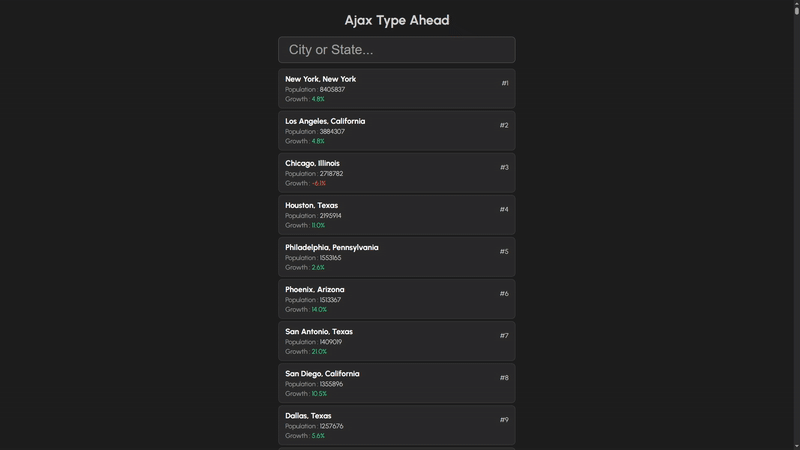 Ajax Type Ahead
City or State...
New York, New York
#1
Population : 8405837
Growth : 4.8%
Los Angeles, California
#2
Population : 3884307
Growth : 4.8%
Chicago, Illinois
#3
Population : 2718782
Growth : -6.1%
Houston, Texas
#4
Population : 2195914
Growth : 11.0%
Philadelphia, Pennsylvania
#5
Population : 1553165
Growth : 2.6%
Phoenix, Arizona
#6
Population : 1513367
Growth : 14.0%
San Antonio, Texas
#7
Population : 1409019
Growth : 21.0%
San Diego, California
#8
Population : 1355896
Growth : 10.5%
Dallas, Texas
#9
Population : 1257676
Growth : 5.6%